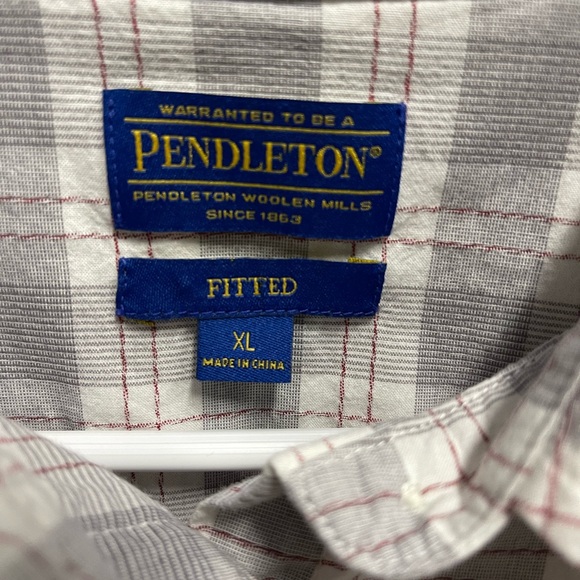 WARRANTED TO BE A
PENDLETON®
PENDLETON WOOLEN MILLS
SINCE 1863
FITTED
XL
MADE IN CHINA